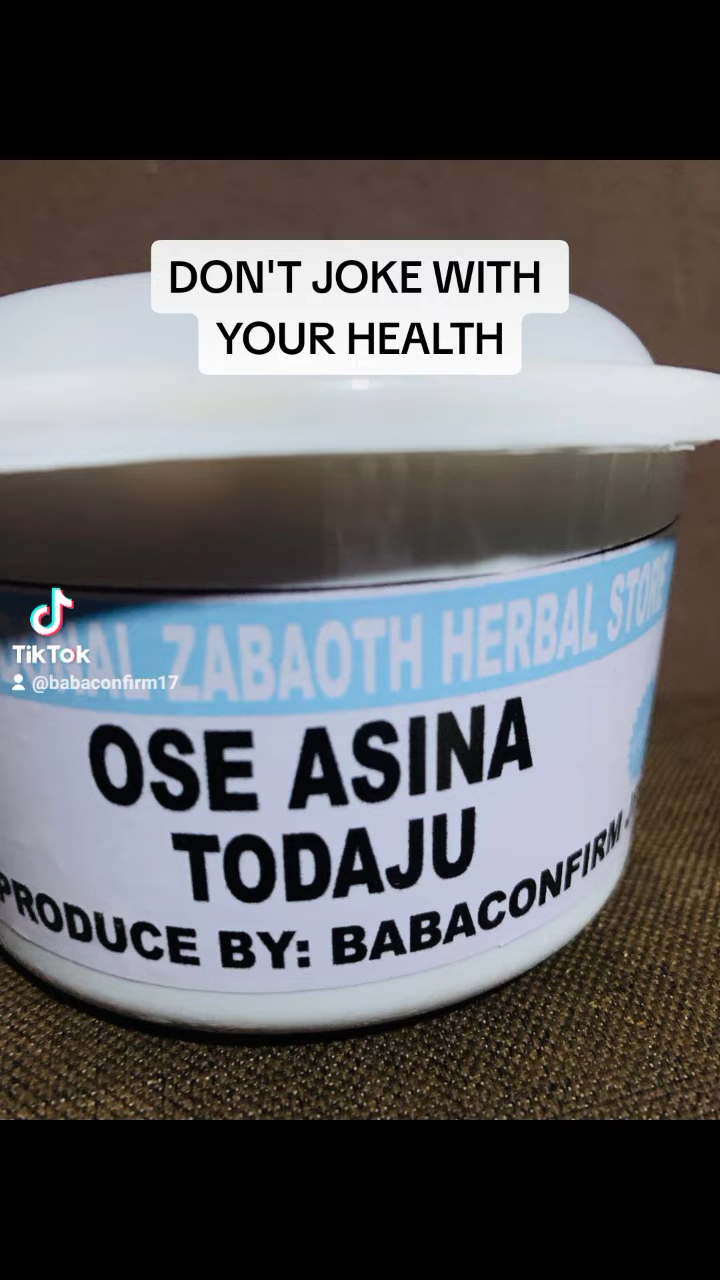 DON'T JOKE WITH
YOUR HEALTH
TikTok
@babaconfirm17
ZABAOTH HERBAL STORE
OSE ASINA
TODAJU
PRODUCE BY: BABACONFIRM